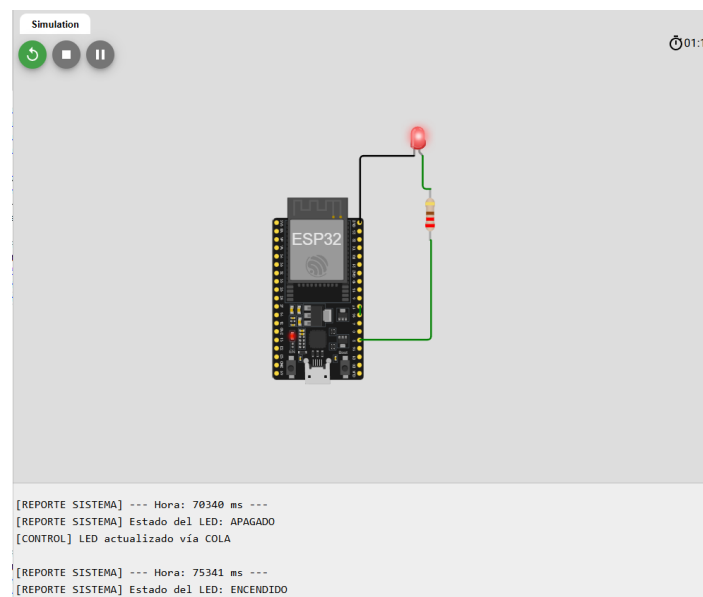 Simulation
01:1
ESP32
[REPORTE SISTEMA] --- Hora: 70340 ms ---
[REPORTE SISTEMA] Estado del LED: APAGADO
[CONTROL] LED actualizado vía COLA
[REPORTE SISTEMA] --- Hora: 75341 ms ---
[REPORTE SISTEMA] Estado del LED: ENCENDIDO